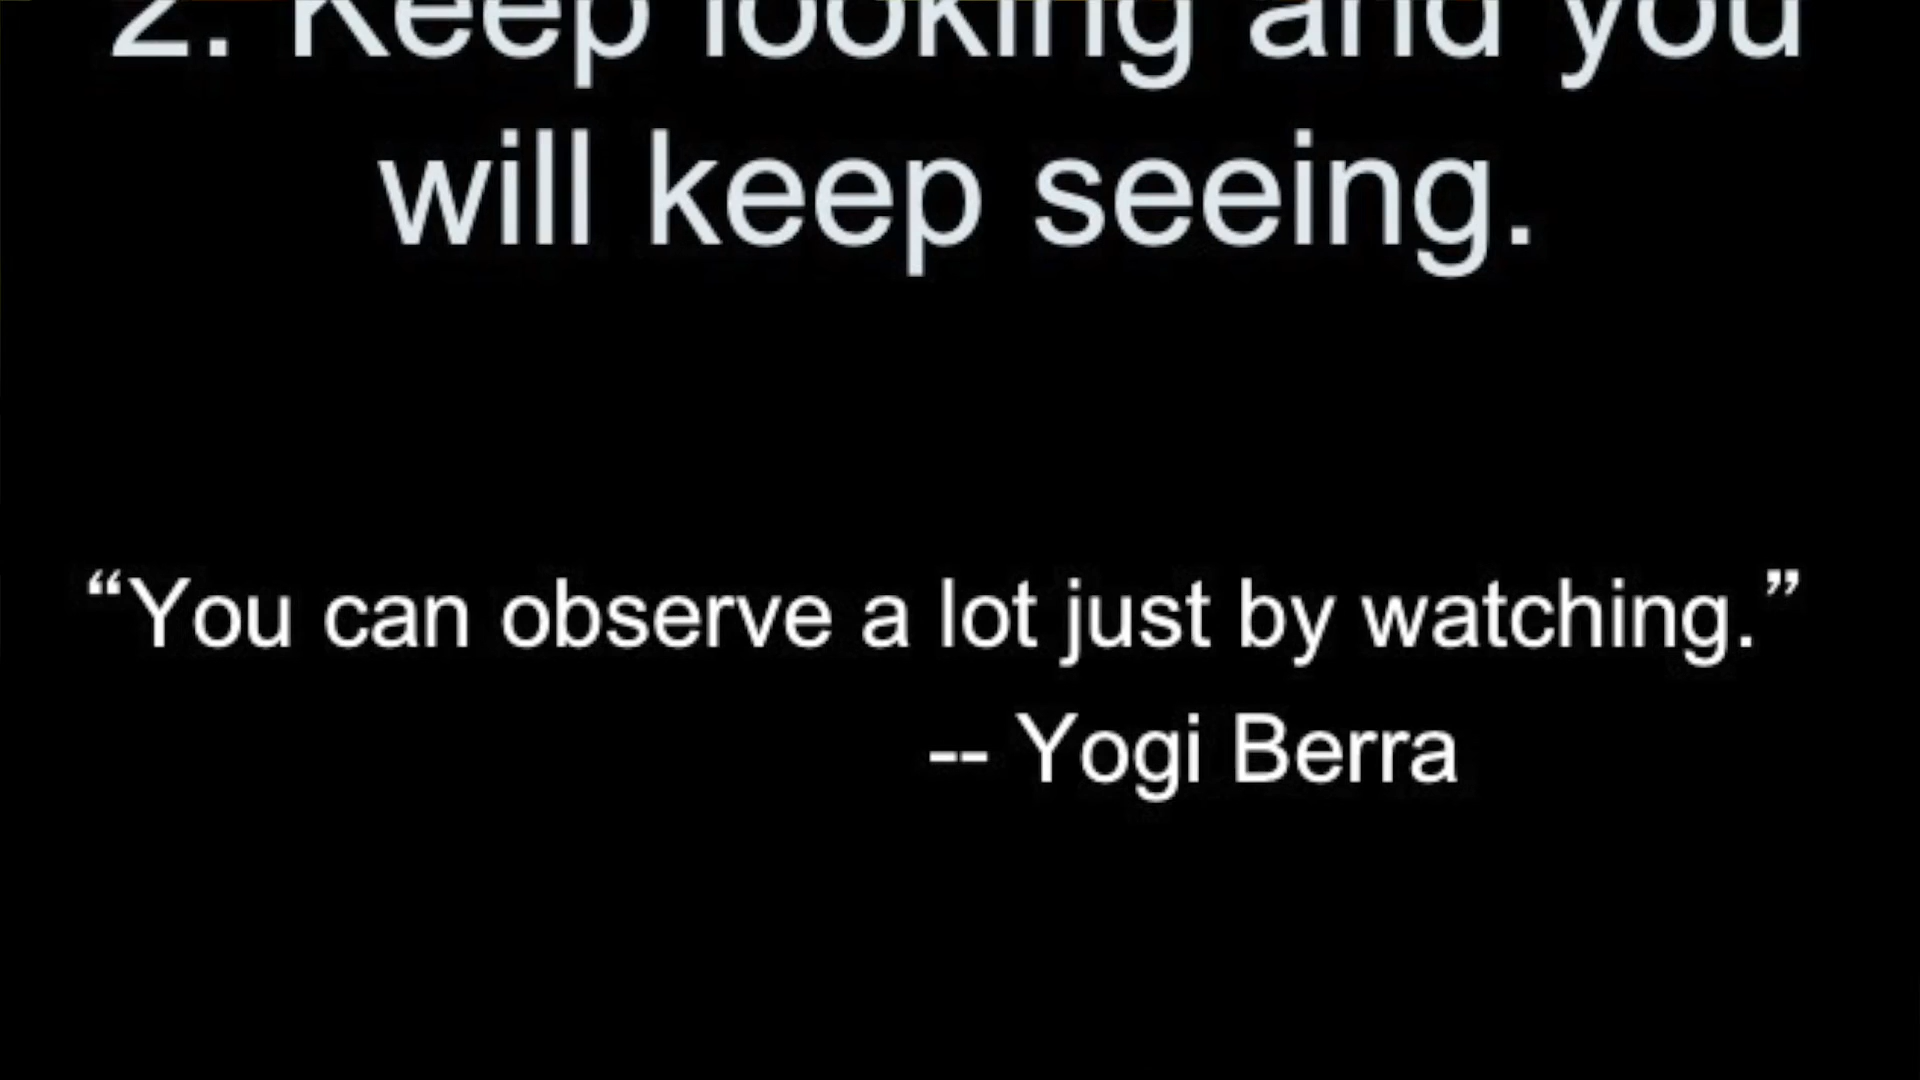 2. Keep looking and you
will keep seeing.
“You can observe a lot just by watching.”
-- Yogi Berra